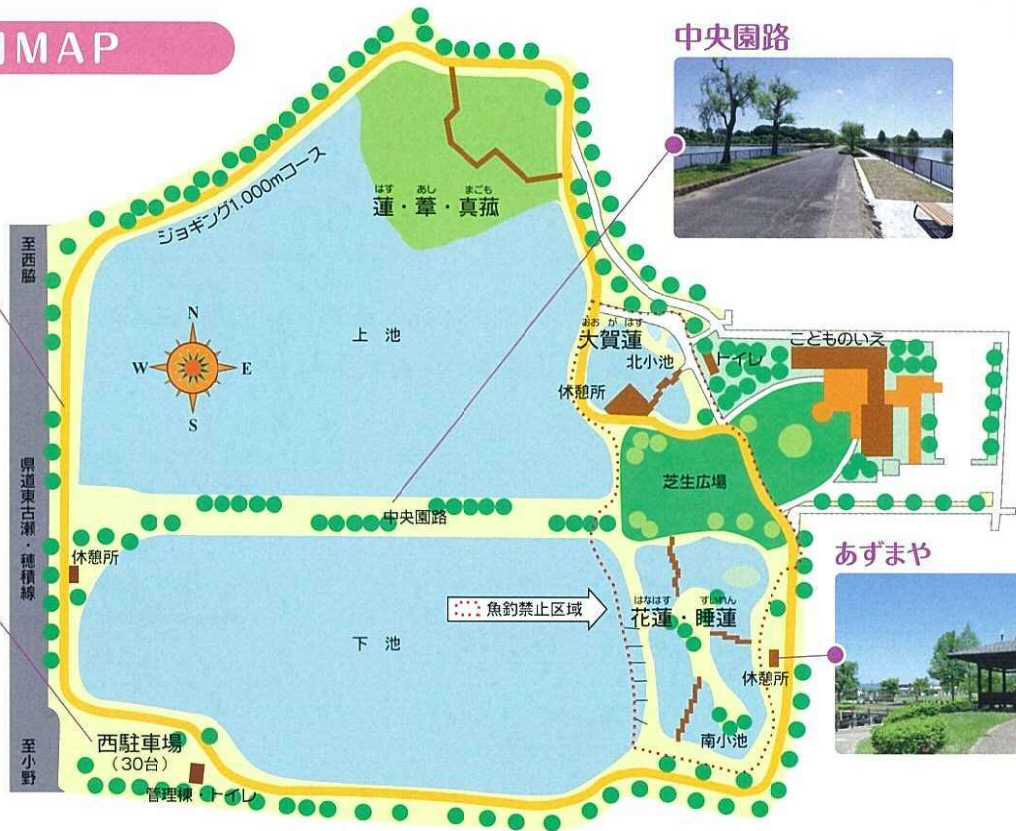 MAP
中央園路
ジョギング1,000mコース
はす あし まこも
蓮・葦・真菰
至西脇
N
W E
S
上池
おおがはす
大賀蓮
北小池
トイレ
こどものいえ
休憩所
芝生広場
県道東古瀬・穂積線
中央園路
休憩所
あずまや
魚釣禁止区域
はなはす すいれん
花蓮・睡蓮
下池
休憩所
南小池
至小野
西駐車場
(30台)
管理棟・トイレ